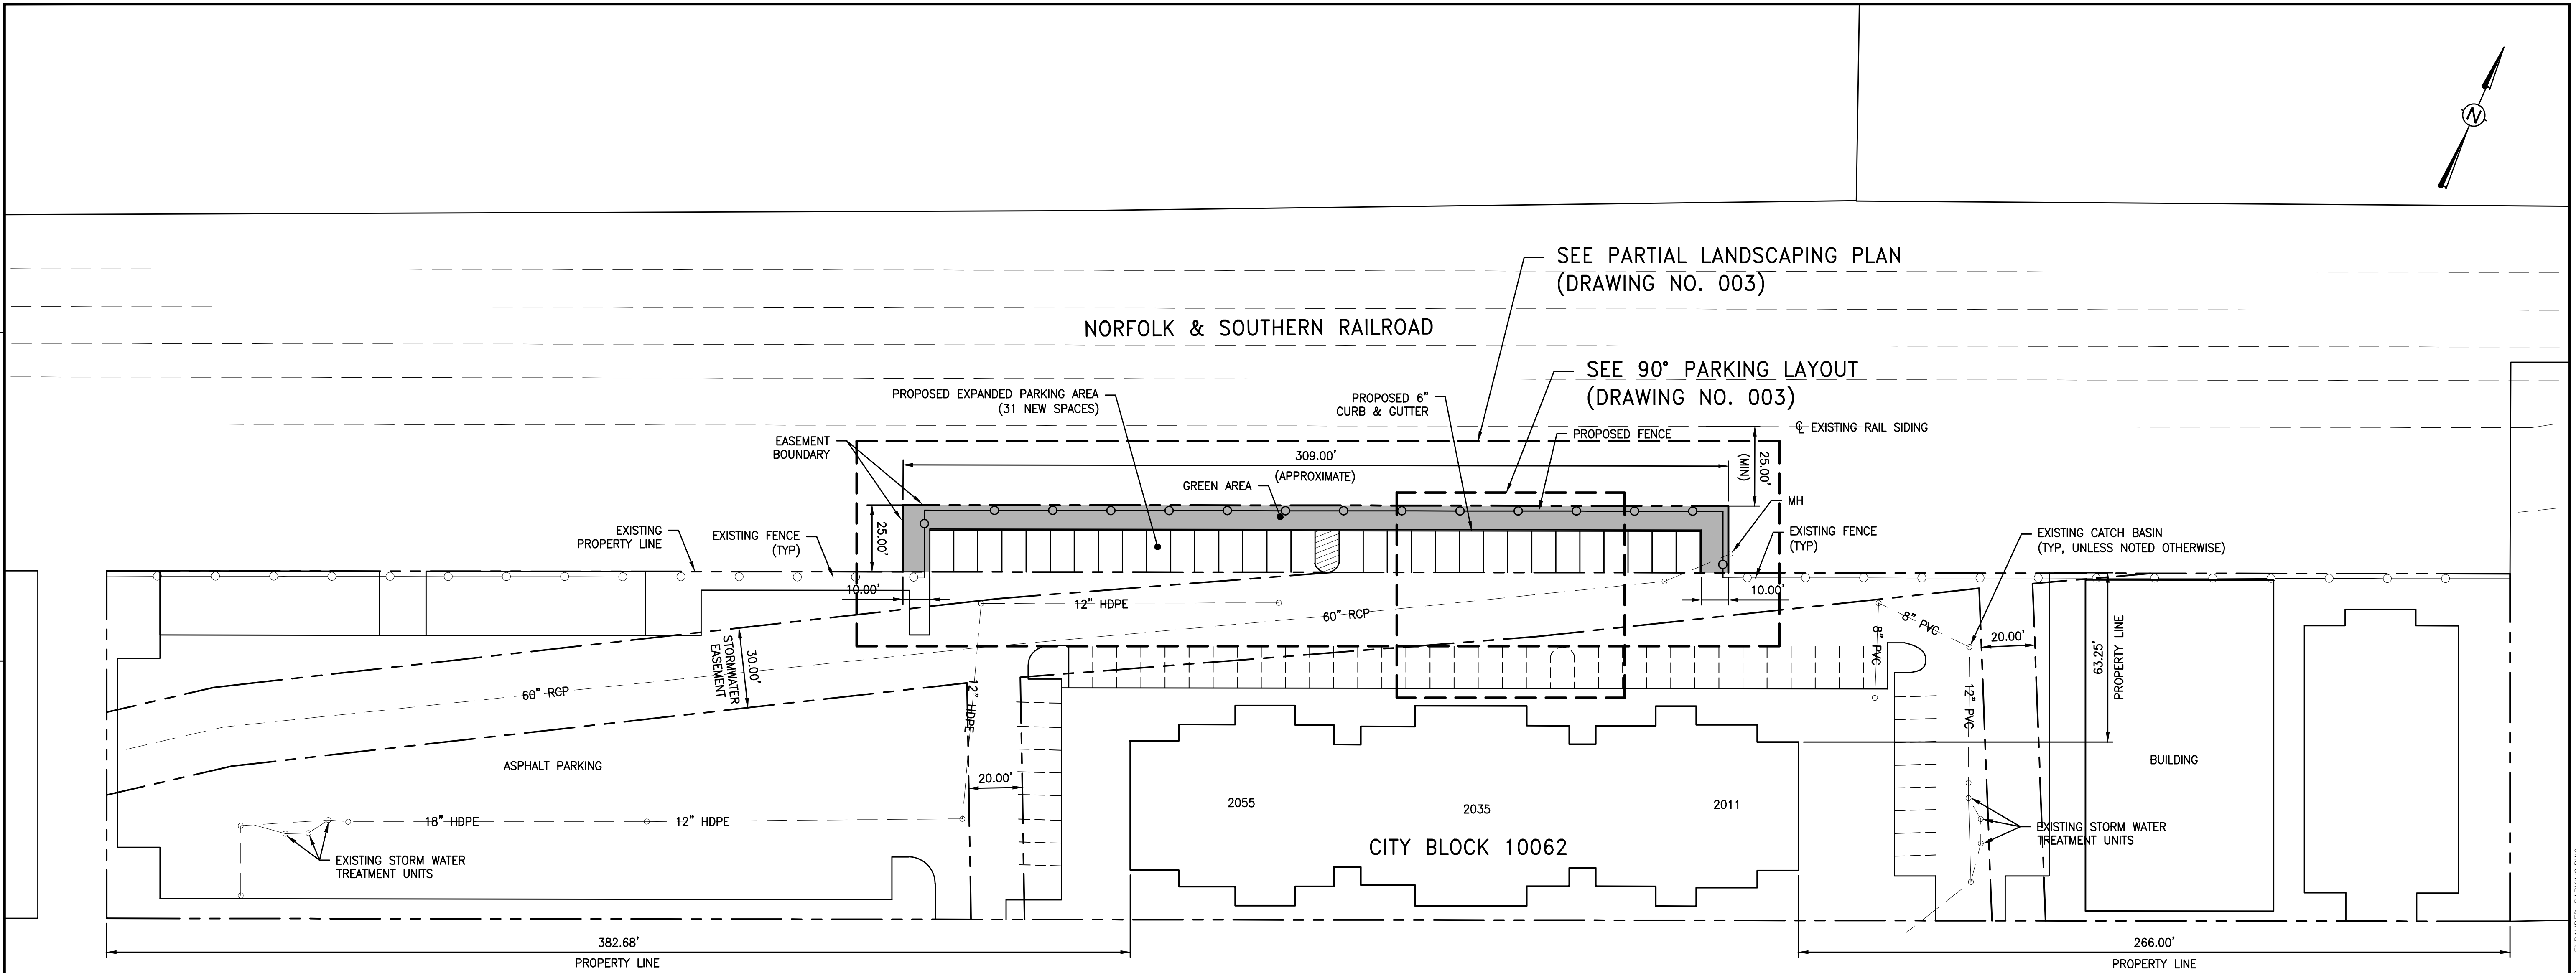 N
SEE PARTIAL LANDSCAPING PLAN
(DRAWING NO. 003)
NORFOLK & SOUTHERN RAILROAD
SEE 90° PARKING LAYOUT
(DRAWING NO. 003)
PROPOSED EXPANDED PARKING AREA
(31 NEW SPACES)
PROPOSED 6"
CURB & GUTTER
EASEMENT
BOUNDARY
PROPOSED FENCE
℄ EXISTING RAIL SIDING
309.00'
(APPROXIMATE)
25.00'
(MIN)
GREEN AREA
MH
25.00'
EXISTING
PROPERTY LINE
EXISTING FENCE
(TYP)
EXISTING FENCE
(TYP)
EXISTING CATCH BASIN
(TYP, UNLESS NOTED OTHERWISE)
10.00'
10.00'
12" HDPE
60" RCP
8" PVC
8" PVC
20.00'
63.25'
PROPERTY LINE
30.00'
STORMWATER
EASEMENT
60" RCP
12" HDPE
12" PVC
ASPHALT PARKING
20.00'
BUILDING
2055
2035
2011
CITY BLOCK 10062
18" HDPE
12" HDPE
EXISTING STORM WATER
TREATMENT UNITS
EXISTING STORM WATER
TREATMENT UNITS
382.68'
PROPERTY LINE
266.00'
PROPERTY LINE